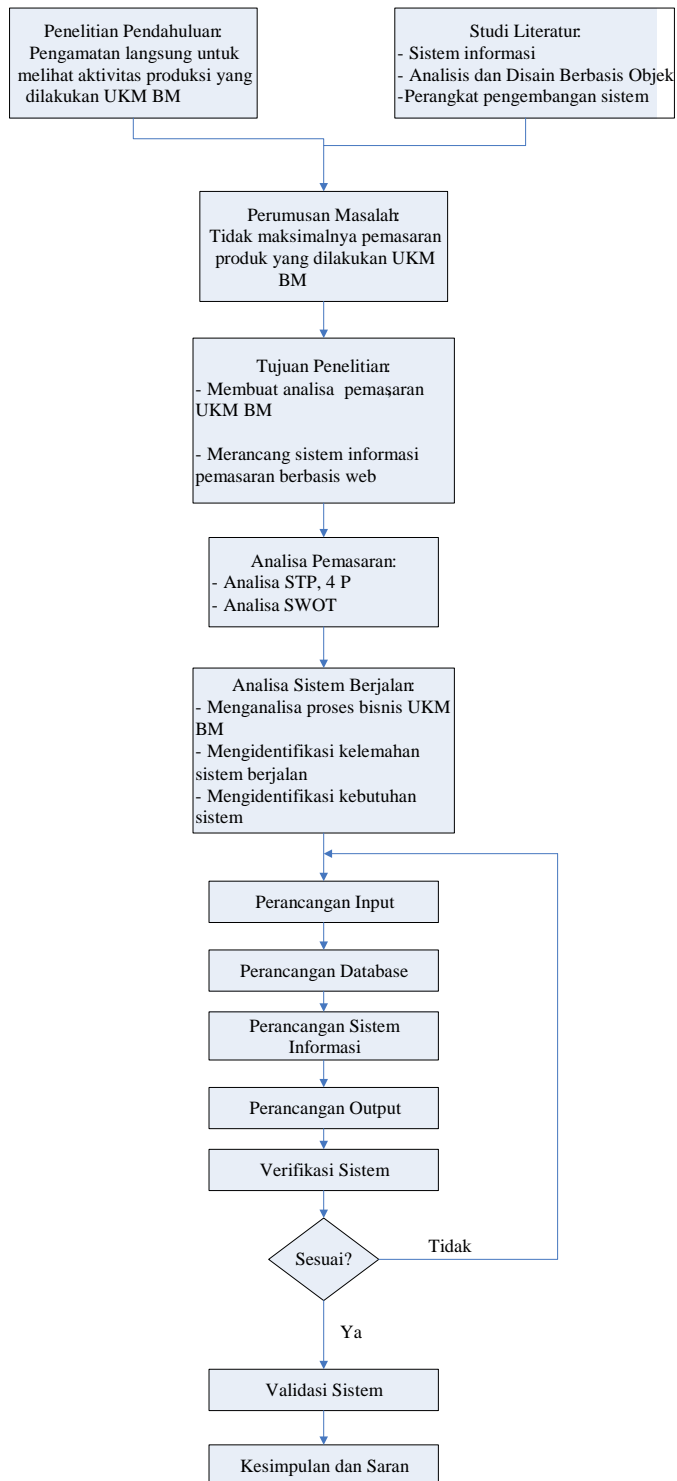 Penelitian Pendahuluan:
Pengamatan langsung untuk
melihat aktivitas produksi yang
dilakukan UKM BM
Studi Literatur:
- Sistem informasi
- Analisis dan Disain Berbasis Objek
-Perangkat pengembangan sistem
Perumusan Masalah:
Tidak maksimalnya pemasaran
produk yang dilakukan UKM
BM
Tujuan Penelitian:
- Membuat analisa pemasaran
UKM BM
- Merancang sistem informasi
pemasaran berbasis web
Analisa Pemasaran:
- Analisa STP, 4 P
- Analisa SWOT
Analisa Sistem Berjalan:
- Menganalisa proses bisnis UKM
BM
- Mengidentifikasi kelemahan
sistem berjalan
- Mengidentifikasi kebutuhan
sistem
Perancangan Input
Perancangan Database
Perancangan Sistem
Informasi
Perancangan Output
Verifikasi Sistem
Sesuai?
Tidak
Ya
Validasi Sistem
Kesimpulan dan Saran